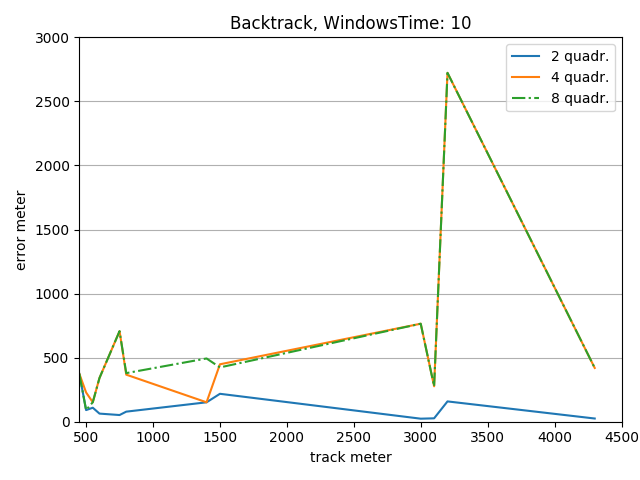 Backtrack, WindowsTime: 10
3000
2500
2000
1500
1000
500
0
error meter
2 quadr.
4 quadr.
8 quadr.
500 1000 1500 2000 2500 3000 3500 4000 4500
track meter